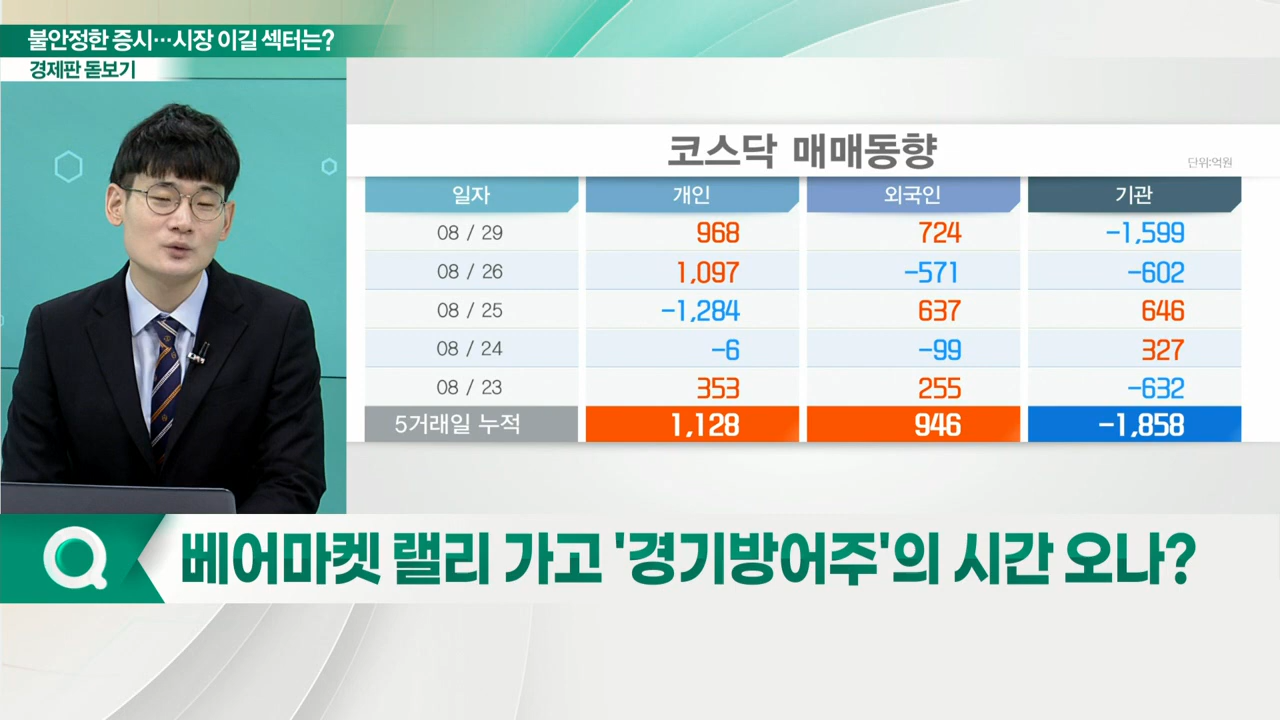 불안정한 증시…시장 이길 섹터는?
경제판 돋보기
코스닥 매매동향
단위:억원
일자 개인 외국인 기관
08 / 29 968 724 -1,599
08 / 26 1,097 -571 -602
08 / 25 -1,284 637 646
08 / 24 -6 -99 327
08 / 23 353 255 -632
5거래일 누적 1,128 946 -1,858
베어마켓 랠리 가고 '경기방어주'의 시간 오나?